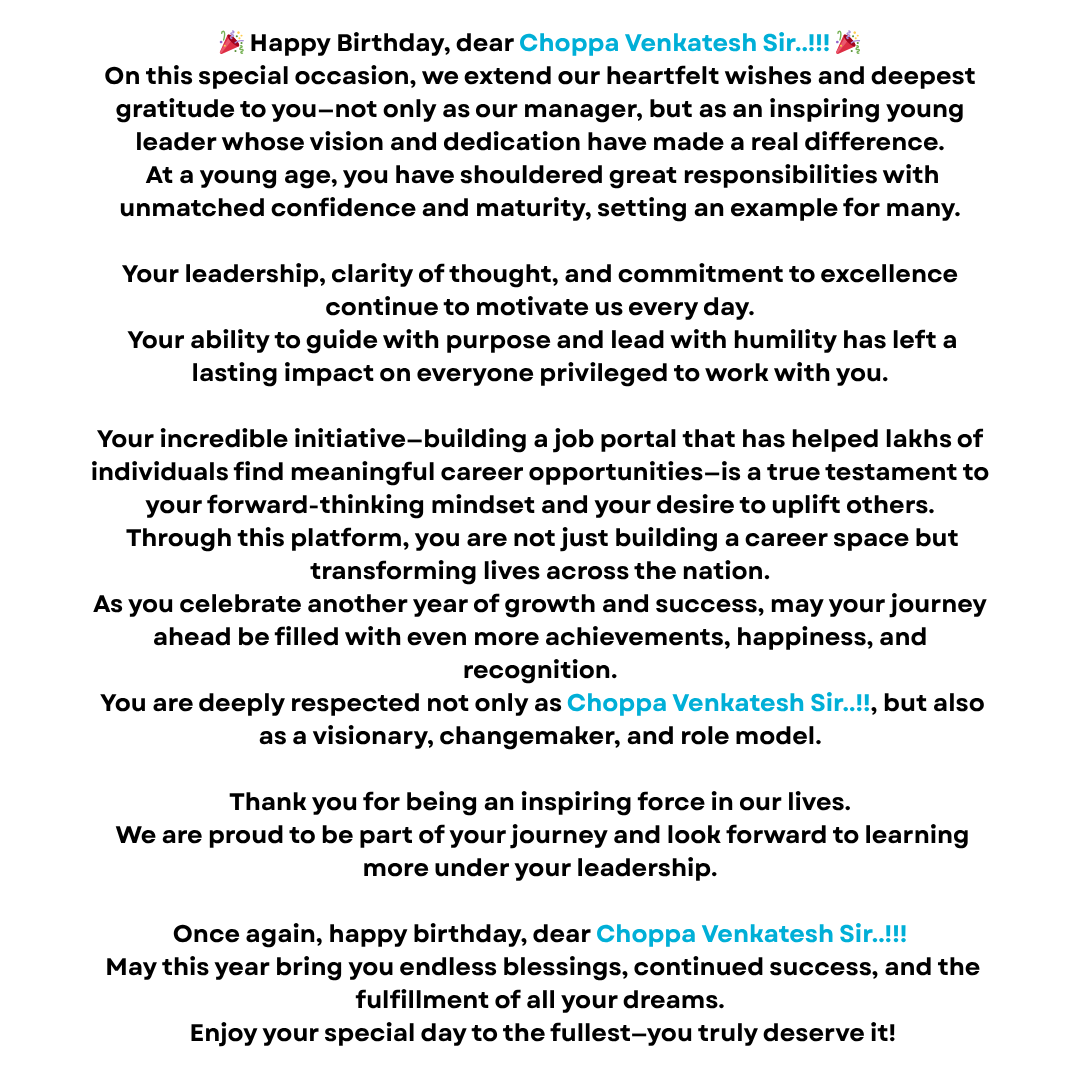 🎉 Happy Birthday, dear Choppa Venkatesh Sir..!!! 🎉
On this special occasion, we extend our heartfelt wishes and deepest
gratitude to you—not only as our manager, but as an inspiring young
leader whose vision and dedication have made a real difference.
At a young age, you have shouldered great responsibilities with
unmatched confidence and maturity, setting an example for many.
Your leadership, clarity of thought, and commitment to excellence
continue to motivate us every day.
Your ability to guide with purpose and lead with humility has left a
lasting impact on everyone privileged to work with you.
Your incredible initiative—building a job portal that has helped lakhs of
individuals find meaningful career opportunities—is a true testament to
your forward-thinking mindset and your desire to uplift others.
Through this platform, you are not just building a career space but
transforming lives across the nation.
As you celebrate another year of growth and success, may your journey
ahead be filled with even more achievements, happiness, and
recognition.
You are deeply respected not only as Choppa Venkatesh Sir..!!, but also
as a visionary, changemaker, and role model.
Thank you for being an inspiring force in our lives.
We are proud to be part of your journey and look forward to learning
more under your leadership.
Once again, happy birthday, dear Choppa Venkatesh Sir..!!!
May this year bring you endless blessings, continued success, and the
fulfillment of all your dreams.
Enjoy your special day to the fullest—you truly deserve it!